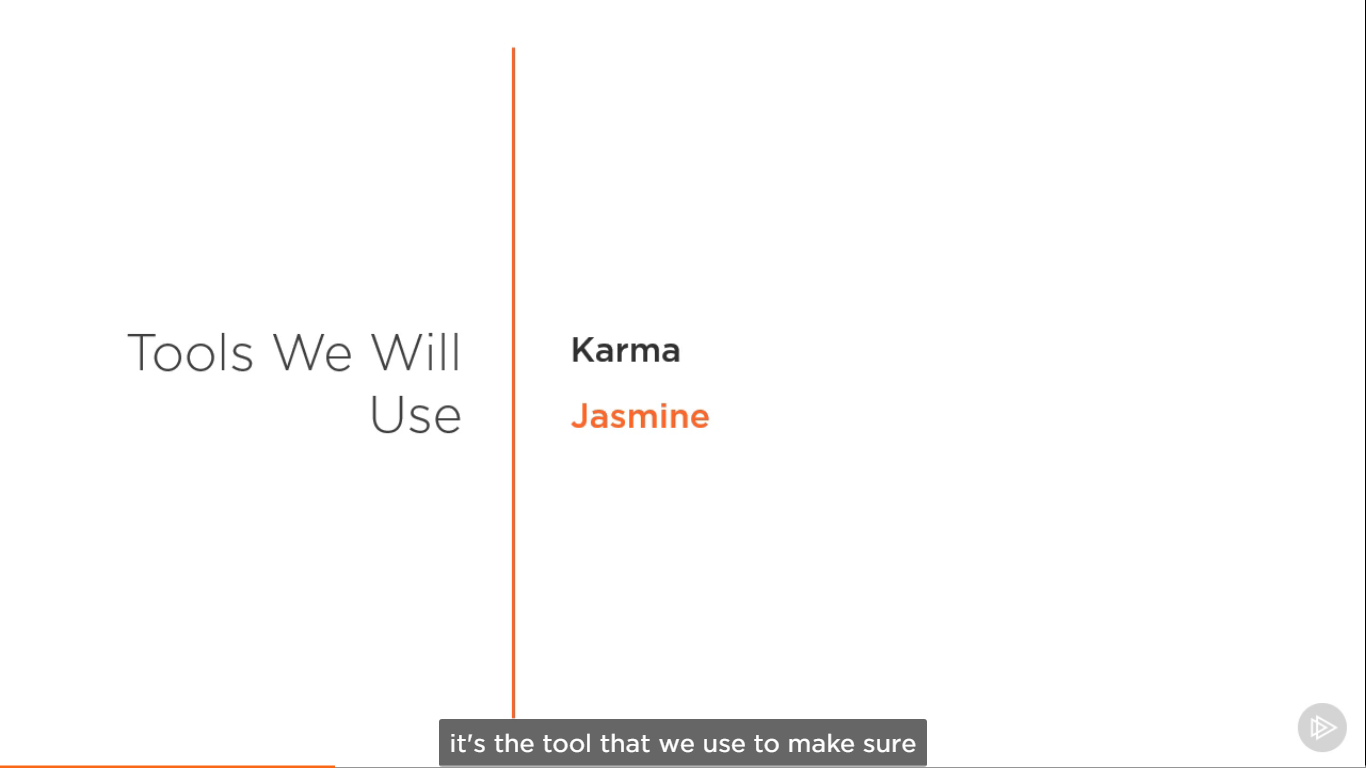 Tools We Will
Use
Karma
Jasmine
it's the tool that we use to make sure